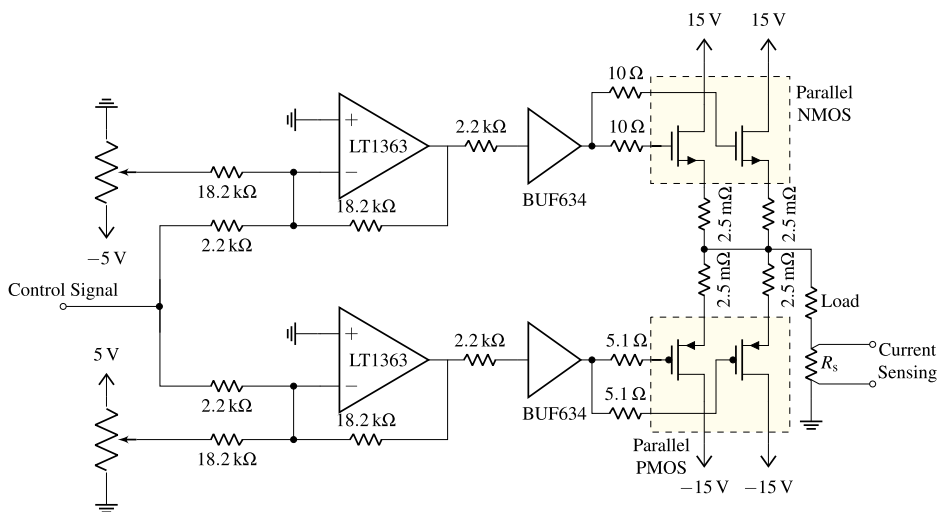 15 V
15 V
10 Ω
Parallel
NMOS
10 Ω
+
LT1363
−
2.2 kΩ
BUF634
18.2 kΩ
18.2 kΩ
2.2 kΩ
−5 V
2.5 mΩ
2.5 mΩ
Control Signal
2.5 mΩ
2.5 mΩ
Load
+
LT1363
−
2.2 kΩ
BUF634
5.1 Ω
5.1 Ω
Rs
Current
Sensing
5 V
2.2 kΩ
18.2 kΩ
18.2 kΩ
Parallel
PMOS
−15 V
−15 V